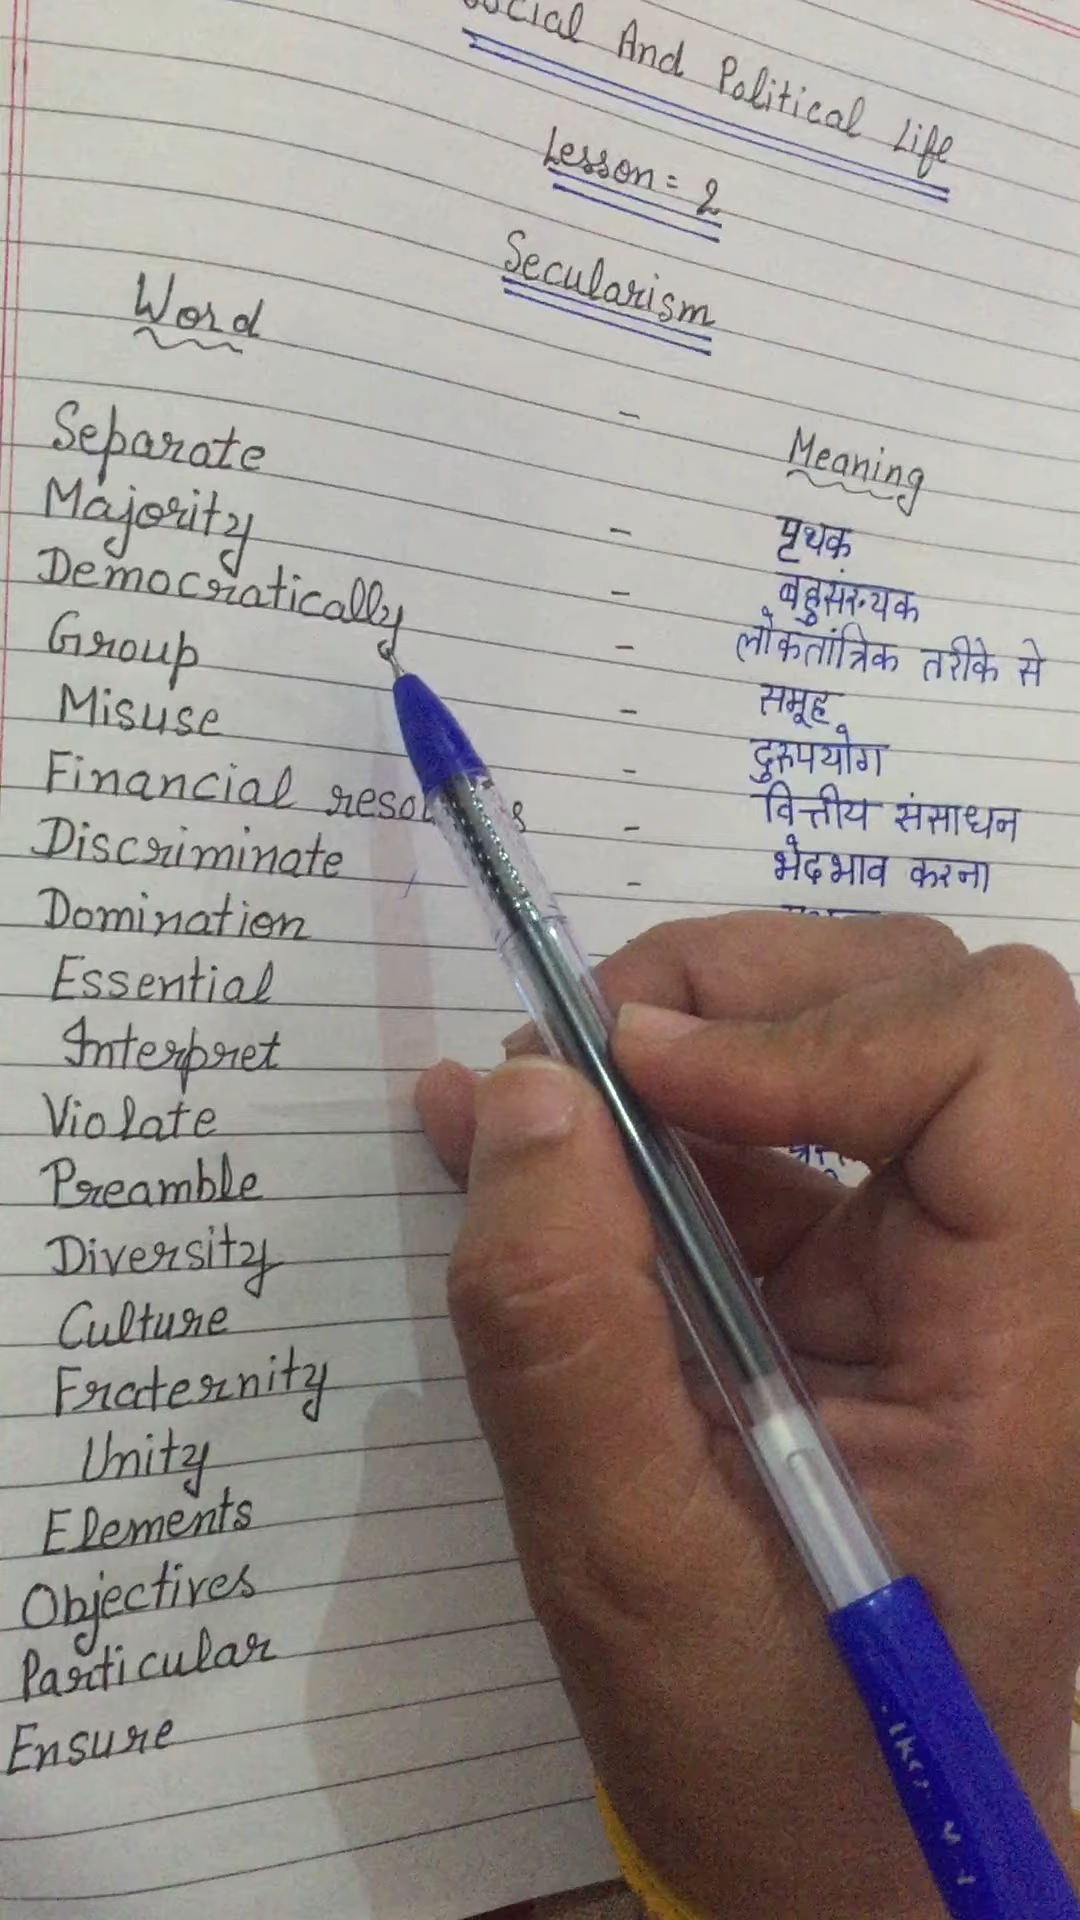 Social And Political Life
Lesson = 2
Secularism
Word - Meaning
Separate - पृथक
Majority - बहुसंख्यक
Democratically - लोकतांत्रिक तरीके से
Group - समूह
Misuse - दुरुपयोग
Financial - वित्तीय संसाधन
Discriminate - भेदभाव करना
Domination
Essential
Interpret
Violate
Preamble
Diversity
Culture
Fraternity
Unity
Elements
Objectives
Particular
Ensure